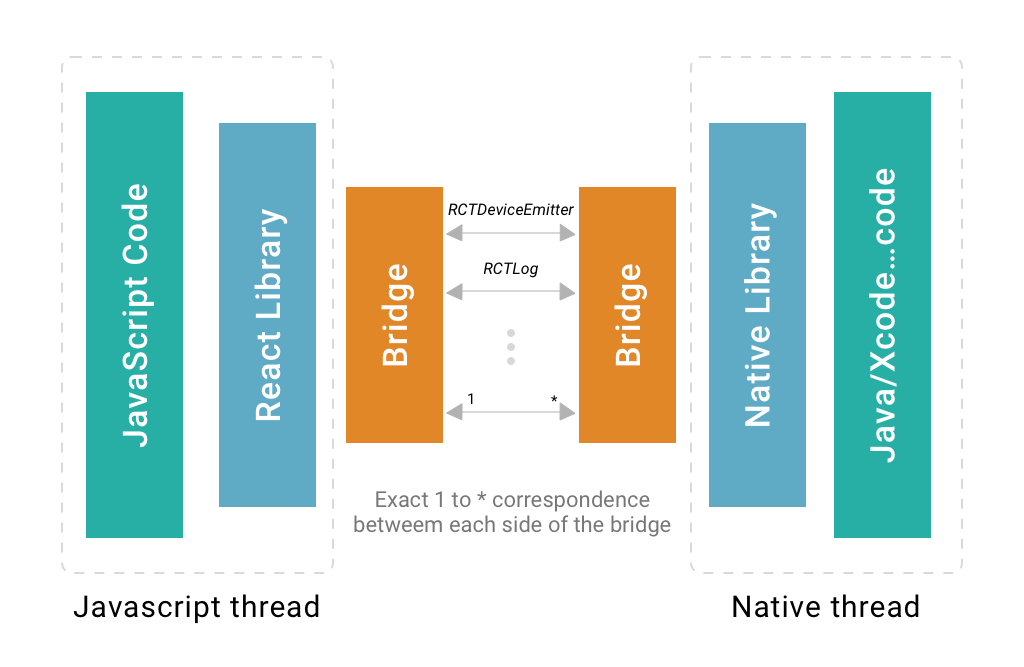 JavaScript Code
React Library
Bridge
RCTDeviceEmitter
RCTLog
1 *
Bridge
Native Library
Java/Xcode...code
Exact 1 to * correspondence
betweem each side of the bridge
Javascript thread
Native thread